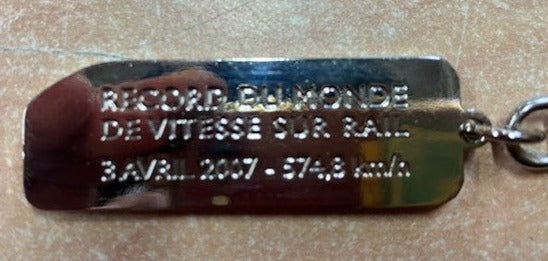 RECORD DU MONDE
DE VITESSE SUR RAIL
3 AVRIL 2007 - 574,8 km/h